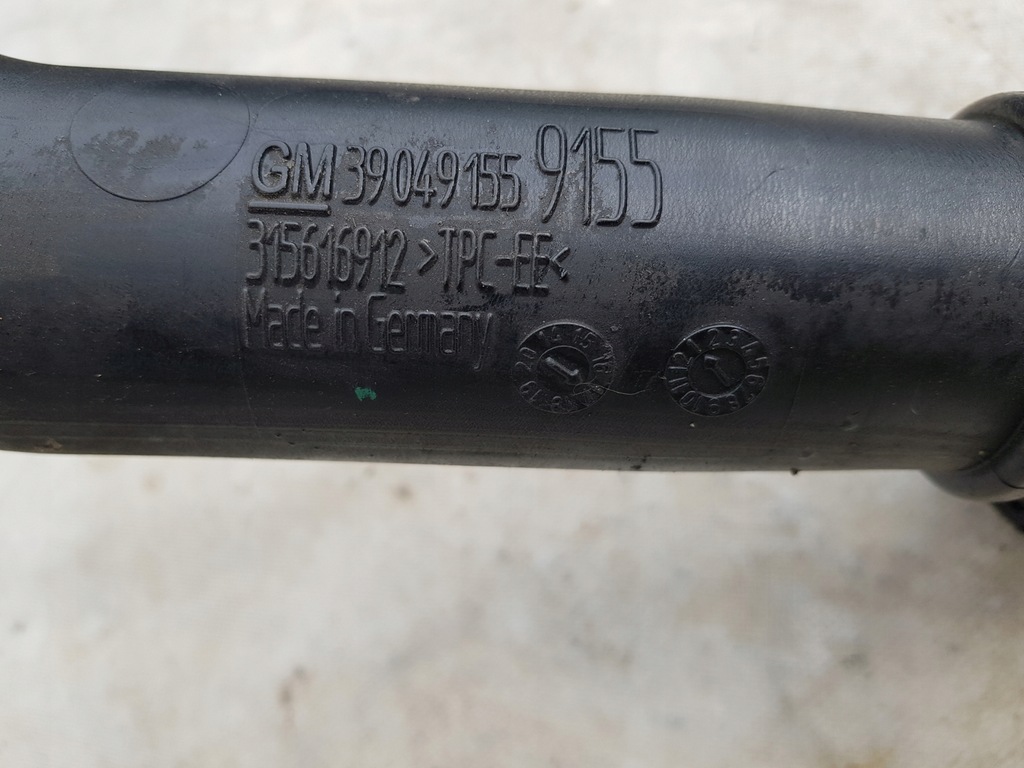 GM 39049155 9155
315616912 >TPC-EE<
Made in Germany